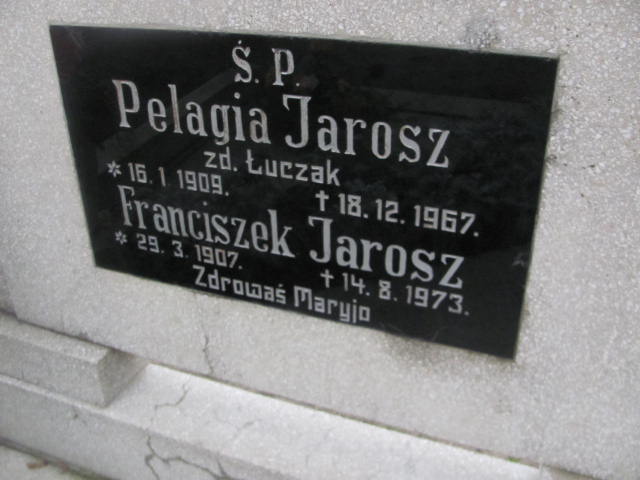 Ś. P.
Pelagia Jarosz
zd. Łuczak
* 16. 1 1909. † 18. 12. 1967.
Franciszek Jarosz
* 29. 3. 1907. † 14. 8. 1973.
Zdrowaś Maryjo